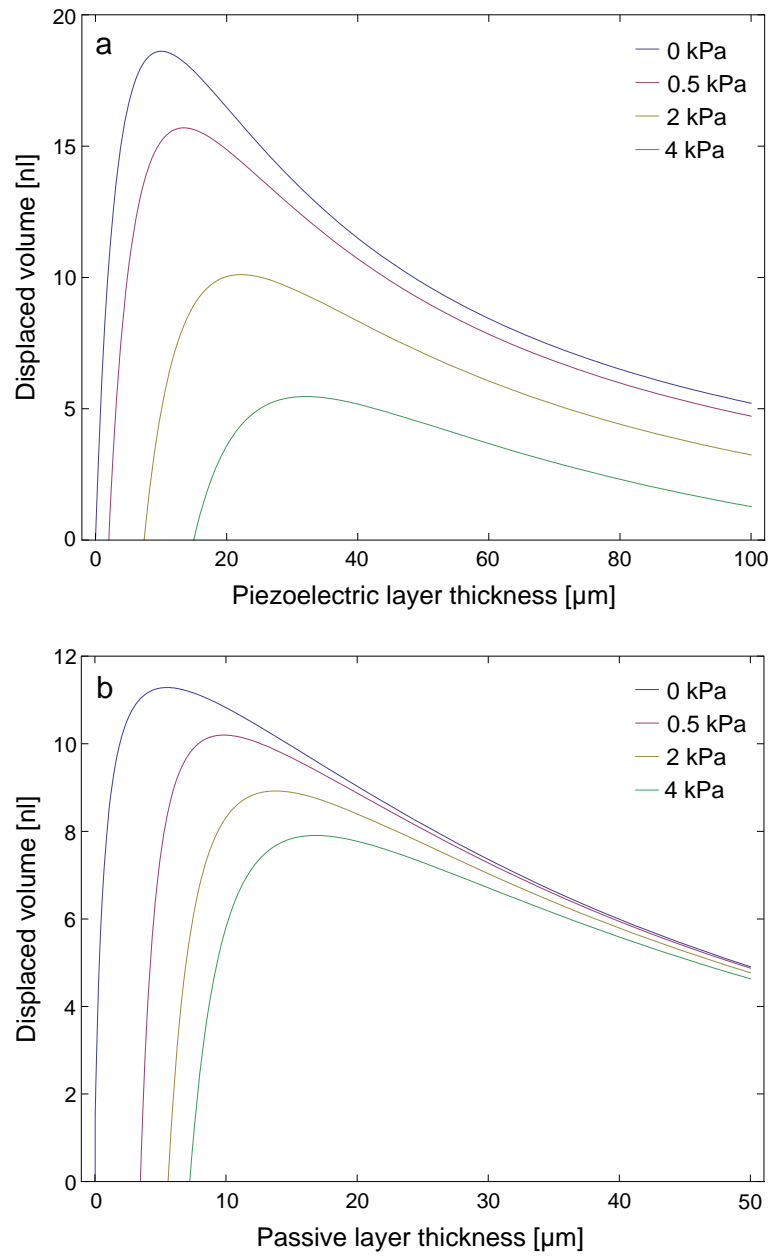 a
20
15
10
5
0
Displaced volume [nl]
0 kPa
0.5 kPa
2 kPa
4 kPa
0 20 40 60 80 100
Piezoelectric layer thickness [µm]
b
12
10
8
6
4
2
0
Displaced volume [nl]
0 kPa
0.5 kPa
2 kPa
4 kPa
0 10 20 30 40 50
Passive layer thickness [µm]